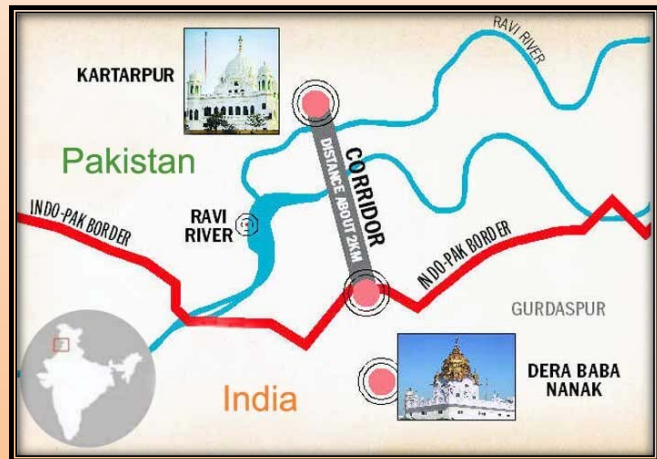 RAVI RIVER
KARTARPUR
Pakistan
CORRIDOR
DISTANCE ABOUT 2KM
INDO-PAK BORDER
RAVI
RIVER
INDO-PAK BORDER
GURDASPUR
DERA BABA
NANAK
India